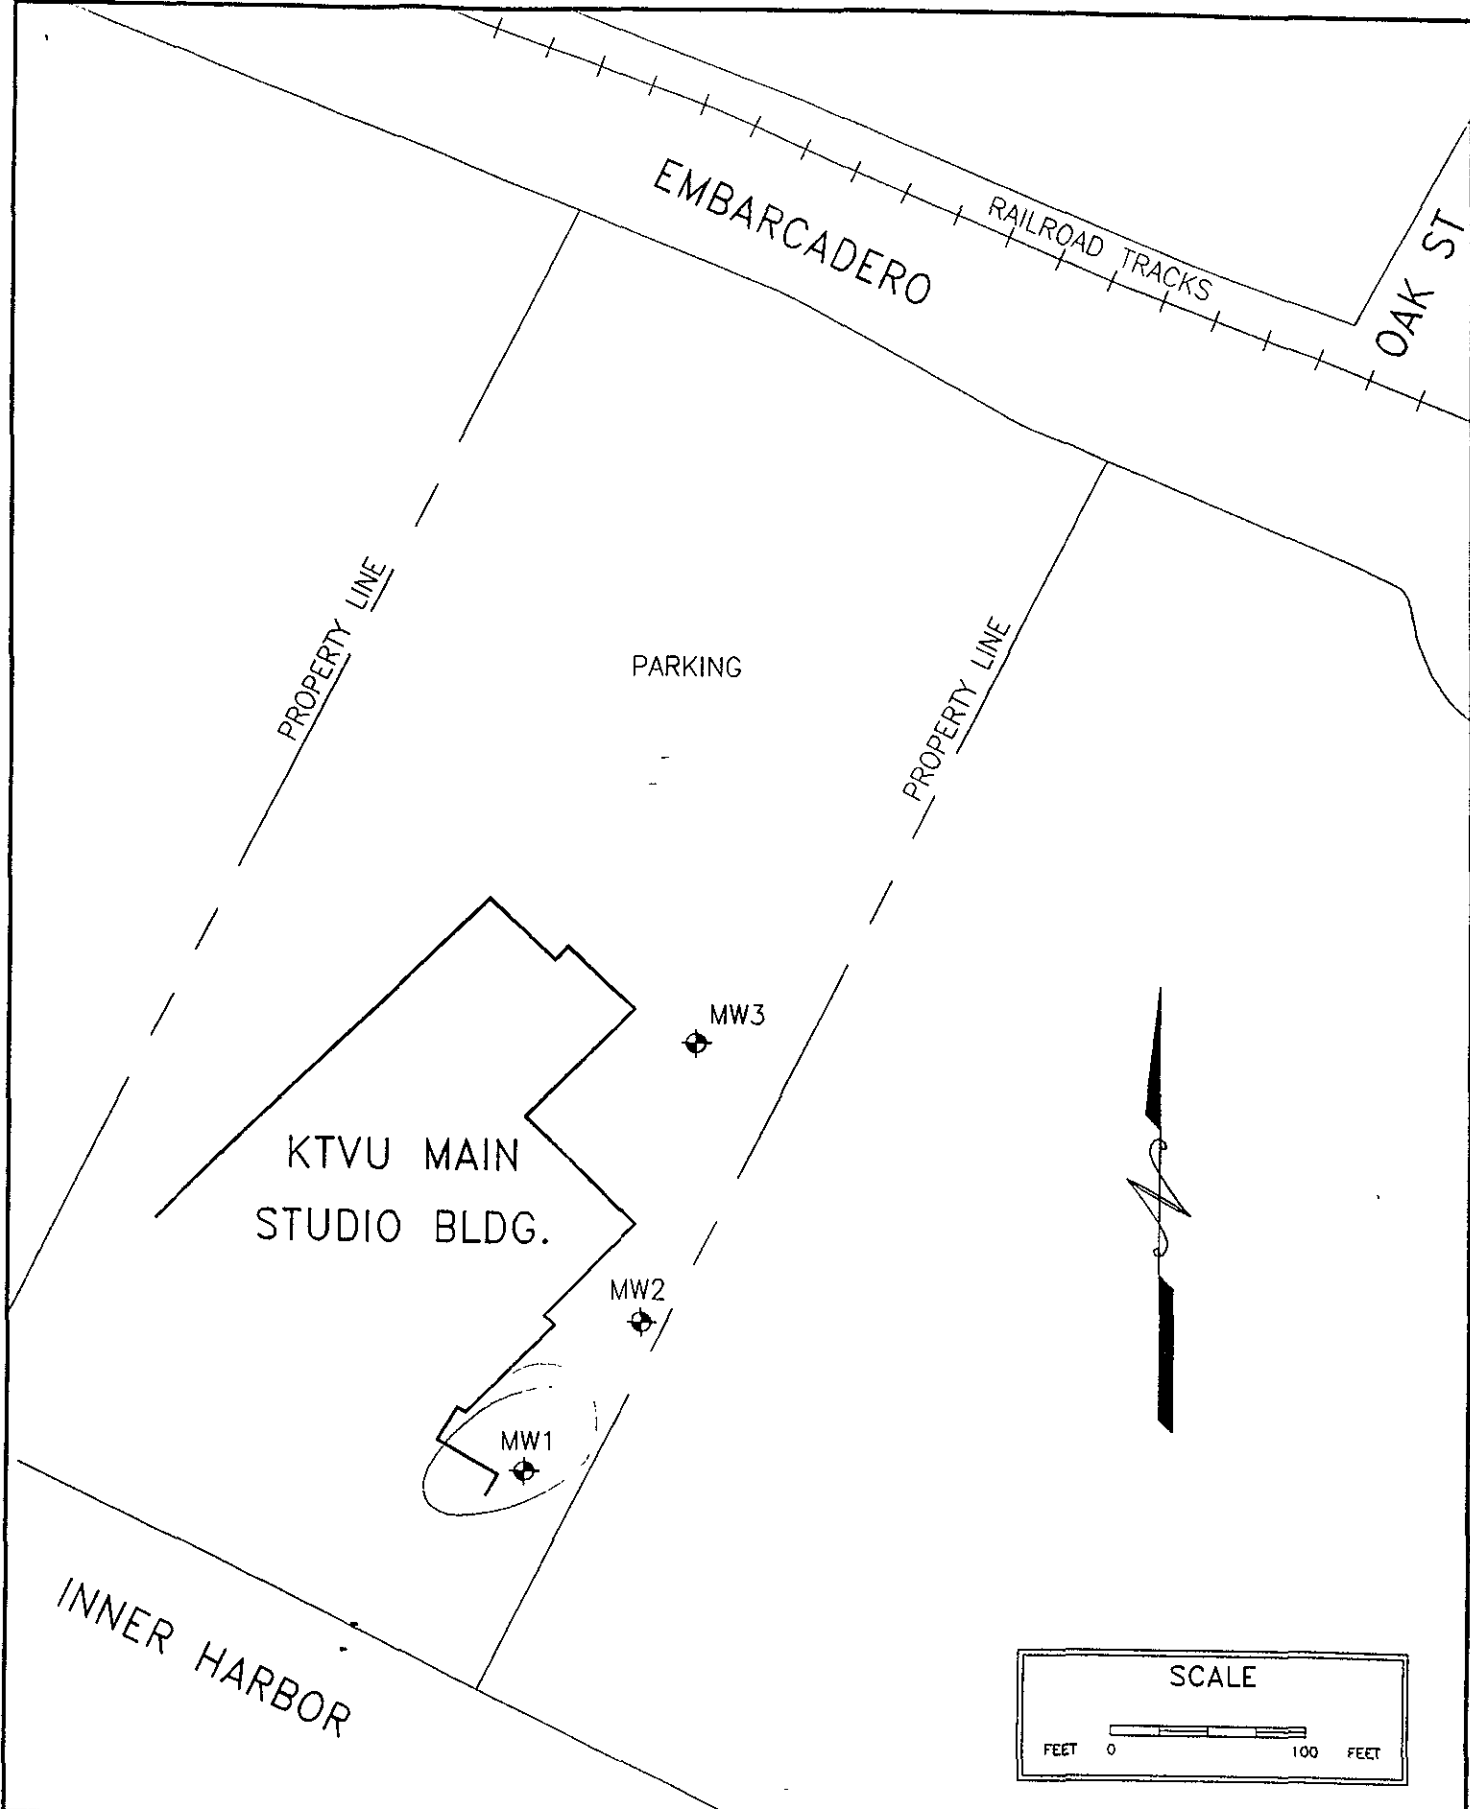 EMBARCADERO
RAILROAD TRACKS
OAK ST
PROPERTY LINE
PROPERTY LINE
PARKING
MW3
KTVU MAIN
STUDIO BLDG.
MW2
MW1
INNER HARBOR
SCALE
FEET 0 100 FEET